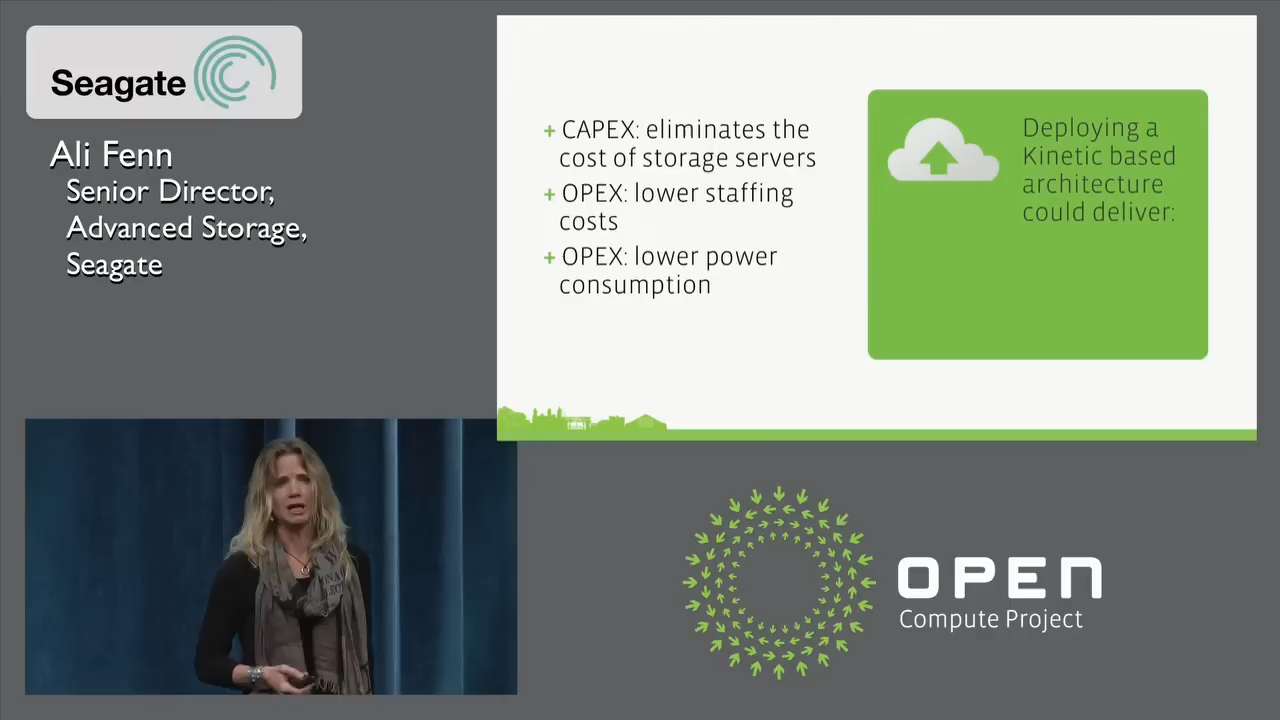 Seagate
Ali Fenn
Senior Director,
Advanced Storage,
Seagate
+ CAPEX: eliminates the
cost of storage servers
+ OPEX: lower staffing
costs
+ OPEX: lower power
consumption
Deploying a
Kinetic based
architecture
could deliver:
OPEN
Compute Project